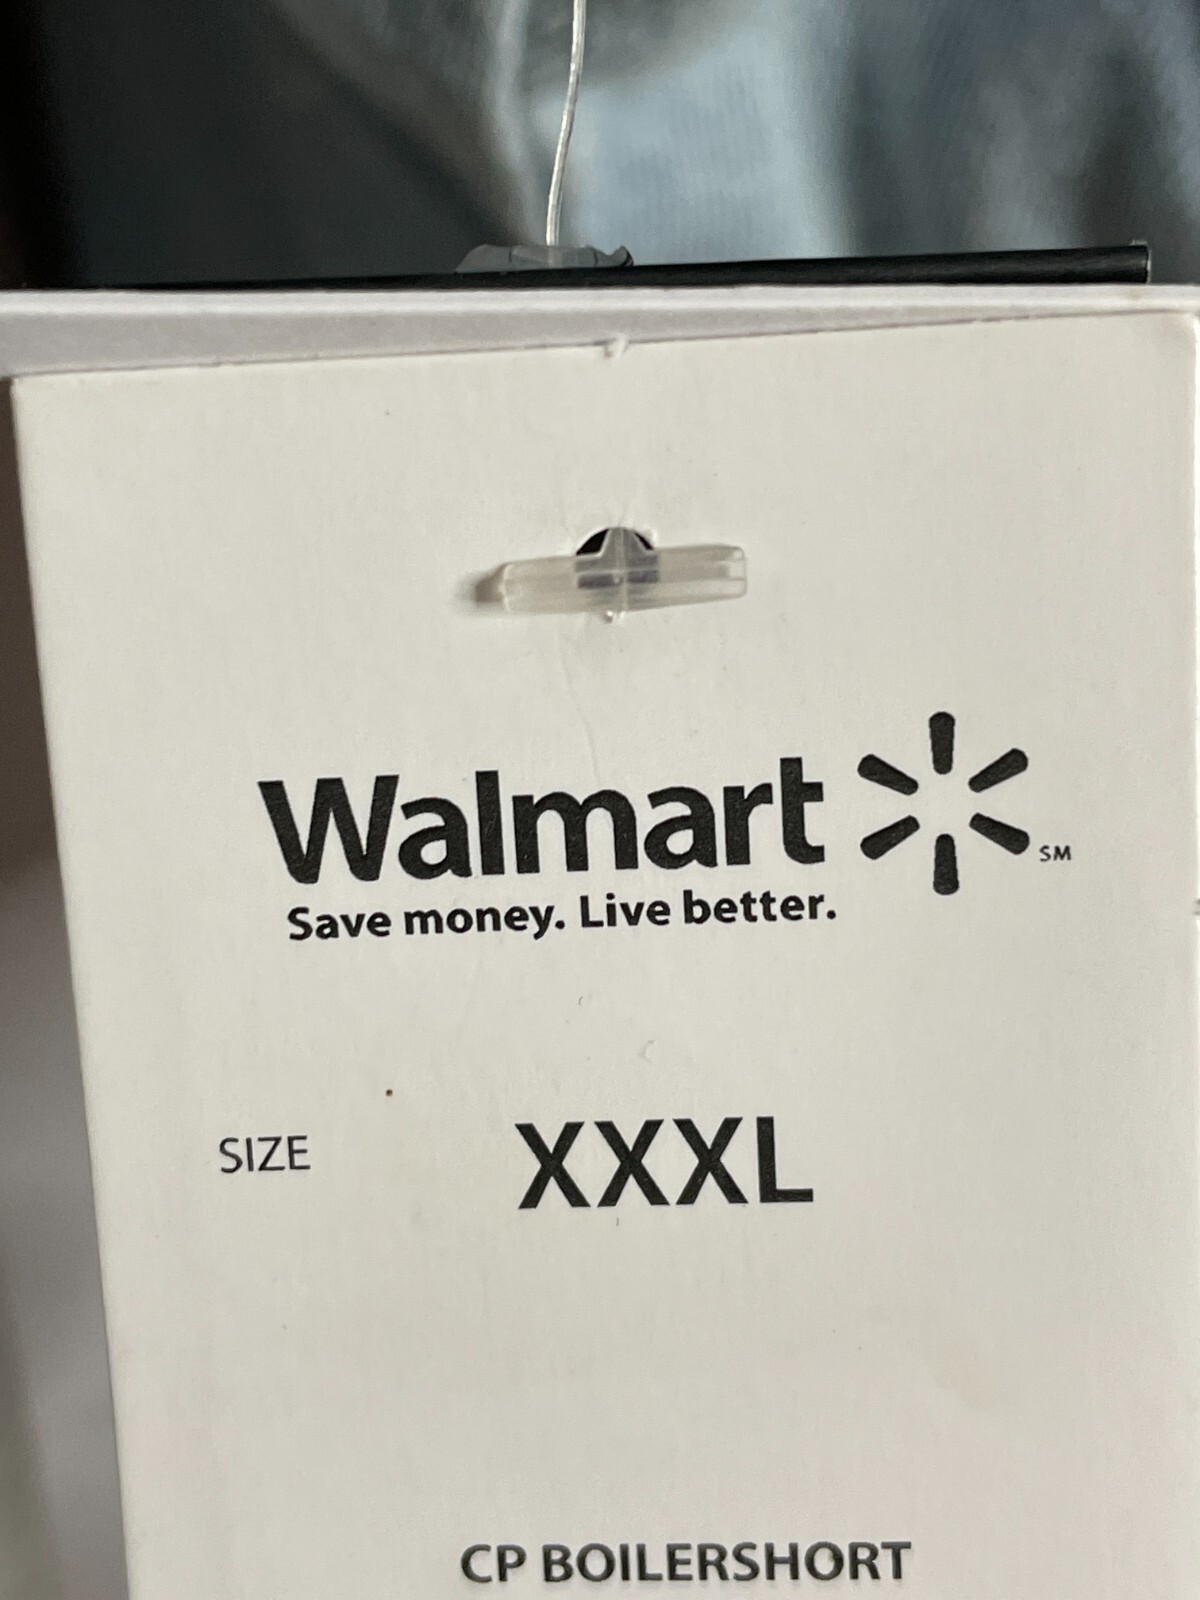 Walmart
SM
Save money. Live better.
SIZE XXXL
CP BOILERSHORT